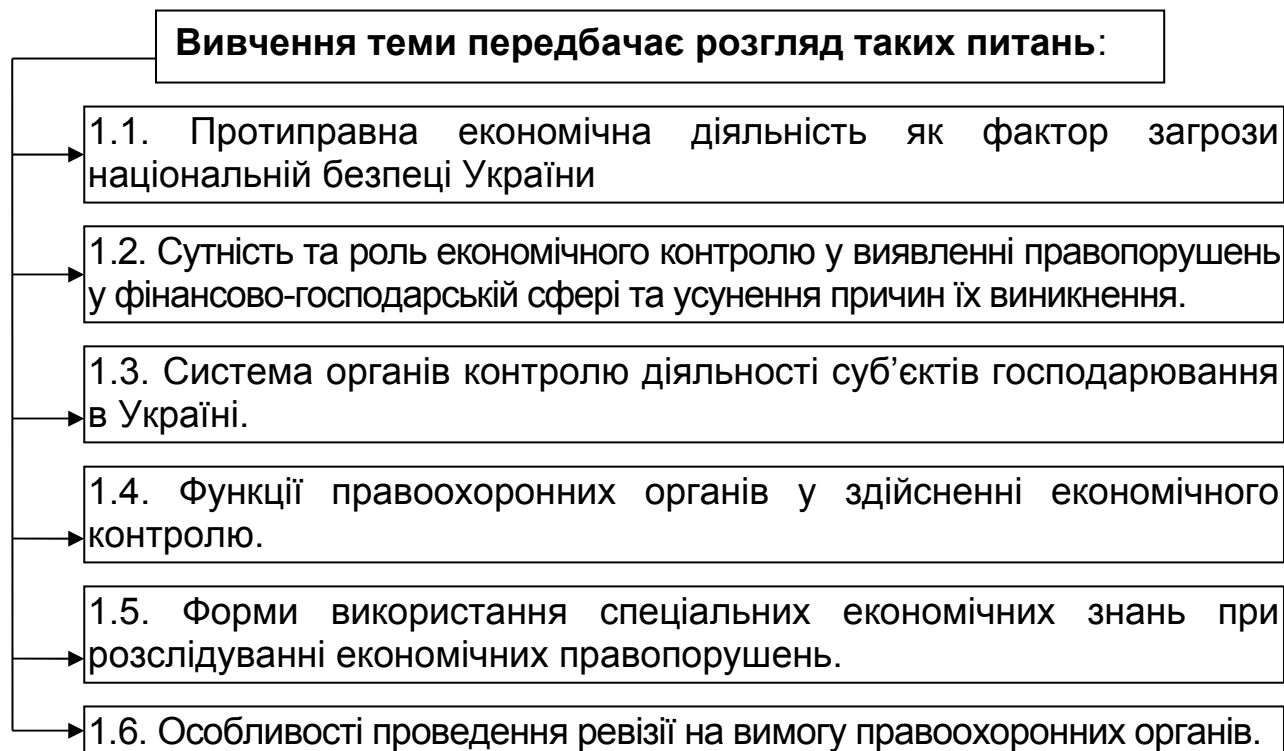 Вивчення теми передбачає розгляд таких питань:
1.1. Протиправна економічна діяльність як фактор загрози
національній безпеці України
1.2. Сутність та роль економічного контролю у виявленні правопорушень
у фінансово-господарській сфері та усунення причин їх виникнення.
1.3. Система органів контролю діяльності суб’єктів господарювання
в Україні.
1.4. Функції правоохоронних органів у здійсненні економічного
контролю.
1.5. Форми використання спеціальних економічних знань при
розслідуванні економічних правопорушень.
1.6. Особливості проведення ревізії на вимогу правоохоронних органів.